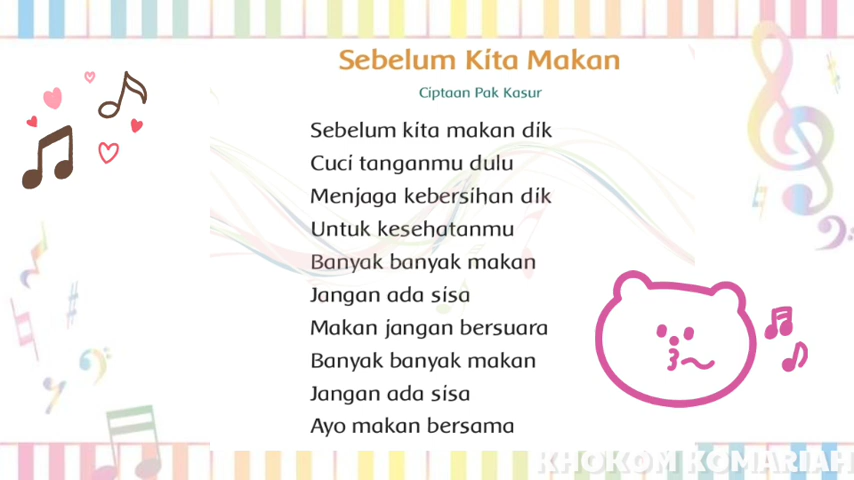 Sebelum Kita Makan
Ciptaan Pak Kasur
Sebelum kita makan dik
Cuci tanganmu dulu
Menjaga kebersihan dik
Untuk kesehatanmu
Banyak banyak makan
Jangan ada sisa
Makan jangan bersuara
Banyak banyak makan
Jangan ada sisa
Ayo makan bersama
KHOKOM KOMARIAH